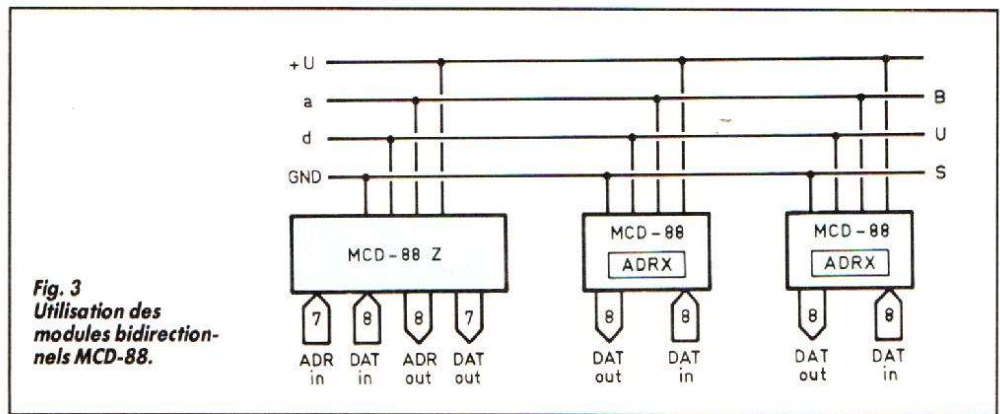 +U
a
B
d
U
GND
S
MCD-88 Z
MCD-88
ADRX
MCD-88
ADRX
7
8
8
7
8
8
8
8
ADR in
DAT in
ADR out
DAT out
DAT out
DAT in
DAT out
DAT in
Fig. 3
Utilisation des
modules bidirection-
nels MCD-88.